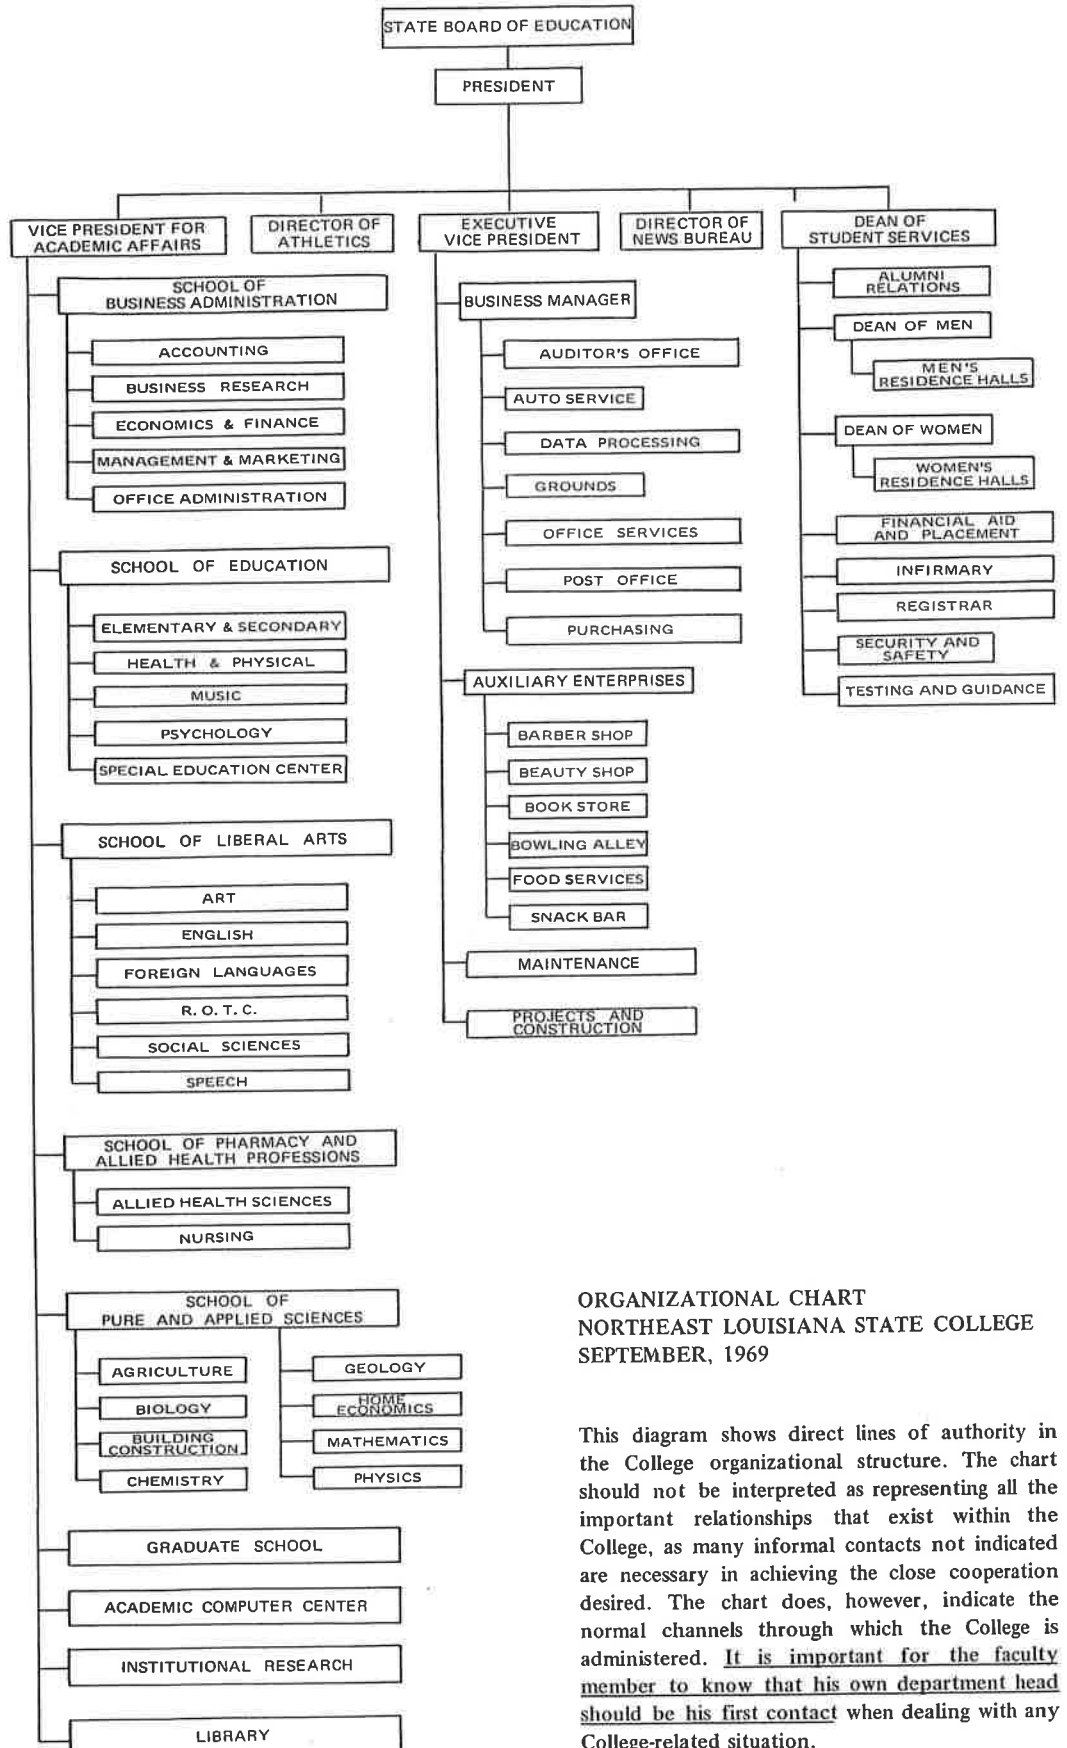 STATE BOARD OF EDUCATION
PRESIDENT
VICE PRESIDENT FOR
ACADEMIC AFFAIRS
DIRECTOR OF
ATHLETICS
EXECUTIVE
VICE PRESIDENT
DIRECTOR OF
NEWS BUREAU
DEAN OF
STUDENT SERVICES
SCHOOL OF
BUSINESS ADMINISTRATION
ACCOUNTING
BUSINESS RESEARCH
ECONOMICS & FINANCE
MANAGEMENT & MARKETING
OFFICE ADMINISTRATION
SCHOOL OF EDUCATION
ELEMENTARY & SECONDARY
HEALTH & PHYSICAL
MUSIC
PSYCHOLOGY
SPECIAL EDUCATION CENTER
SCHOOL OF LIBERAL ARTS
ART
ENGLISH
FOREIGN LANGUAGES
R. O. T. C.
SOCIAL SCIENCES
SPEECH
SCHOOL OF PHARMACY AND
ALLIED HEALTH PROFESSIONS
ALLIED HEALTH SCIENCES
NURSING
SCHOOL OF
PURE AND APPLIED SCIENCES
AGRICULTURE
BIOLOGY
BUILDING
CONSTRUCTION
CHEMISTRY
GEOLOGY
HOME
ECONOMICS
MATHEMATICS
PHYSICS
GRADUATE SCHOOL
ACADEMIC COMPUTER CENTER
INSTITUTIONAL RESEARCH
LIBRARY
BUSINESS MANAGER
AUDITOR'S OFFICE
AUTO SERVICE
DATA PROCESSING
GROUNDS
OFFICE SERVICES
POST OFFICE
PURCHASING
AUXILIARY ENTERPRISES
BARBER SHOP
BEAUTY SHOP
BOOK STORE
BOWLING ALLEY
FOOD SERVICES
SNACK BAR
MAINTENANCE
PROJECTS AND
CONSTRUCTION
ALUMNI
RELATIONS
DEAN OF MEN
MEN'S
RESIDENCE HALLS
DEAN OF WOMEN
WOMEN'S
RESIDENCE HALLS
FINANCIAL AID
AND PLACEMENT
INFIRMARY
REGISTRAR
SECURITY AND
SAFETY
TESTING AND GUIDANCE
ORGANIZATIONAL CHART
NORTHEAST LOUISIANA STATE COLLEGE
SEPTEMBER, 1969
This diagram shows direct lines of authority in
the College organizational structure. The chart
should not be interpreted as representing all the
important relationships that exist within the
College, as many informal contacts not indicated
are necessary in achieving the close cooperation
desired. The chart does, however, indicate the
normal channels through which the College is
administered. It is important for the faculty
member to know that his own department head
should be his first contact when dealing with any
College-related situation.